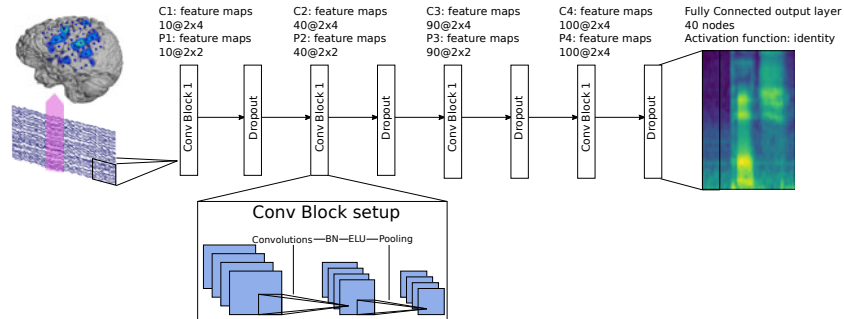 C1: feature maps
10@2x4
P1: feature maps
10@2x2
C2: feature maps
40@2x4
P2: feature maps
40@2x2
C3: feature maps
90@2x4
P3: feature maps
90@2x2
C4: feature maps
100@2x4
P4: feature maps
100@2x4
Fully Connected output layer
40 nodes
Activation function: identity
Conv Block 1
Dropout
Conv Block 1
Dropout
Conv Block 1
Dropout
Conv Block 1
Dropout
Conv Block setup
Convolutions BN ELU Pooling